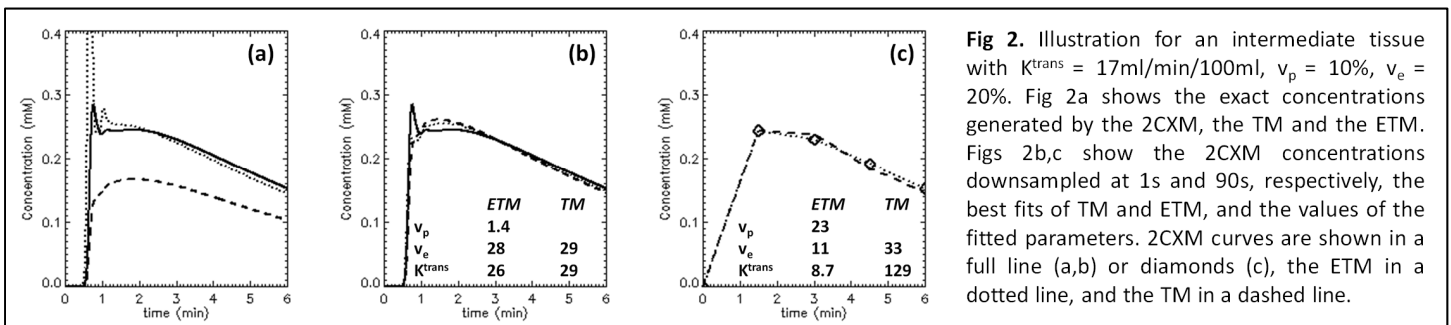 (a)
0.4
0.3
0.2
0.1
0.0
Concentration (mM)
0 1 2 3 4 5 6
time (min)
(b)
0.4
0.3
0.2
0.1
0.0
Concentration (mM)
ETM TM
vp 1.4
ve 28 29
Ktrans 26 29
0 1 2 3 4 5 6
time (min)
(c)
0.4
0.3
0.2
0.1
0.0
Concentration (mM)
ETM TM
vp 23
ve 11 33
Ktrans 8.7 129
0 1 2 3 4 5 6
time (min)
Fig 2. Illustration for an intermediate tissue
with Ktrans = 17ml/min/100ml, vp = 10%, ve =
20%. Fig 2a shows the exact concentrations
generated by the 2CXM, the TM and the ETM.
Figs 2b,c show the 2CXM concentrations
downsampled at 1s and 90s, respectively, the
best fits of TM and ETM, and the values of the
fitted parameters. 2CXM curves are shown in a
full line (a,b) or diamonds (c), the ETM in a
dotted line, and the TM in a dashed line.